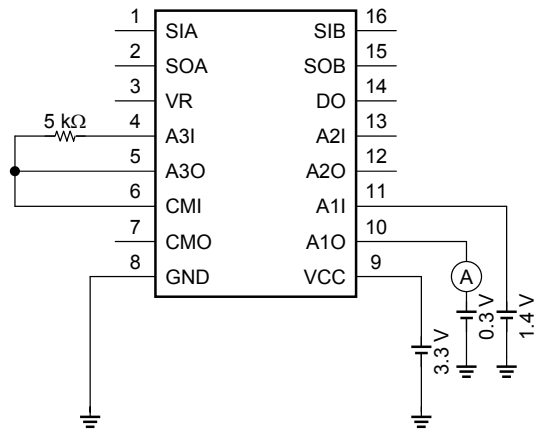 1 SIA SIB 16
2 SOA SOB 15
3 VR DO 14
5 kΩ 4 A3I A2I 13
5 A3O A2O 12
6 CMI A1I 11
7 CMO A1O 10
8 GND VCC 9
A
3.3 V
0.3 V
1.4 V